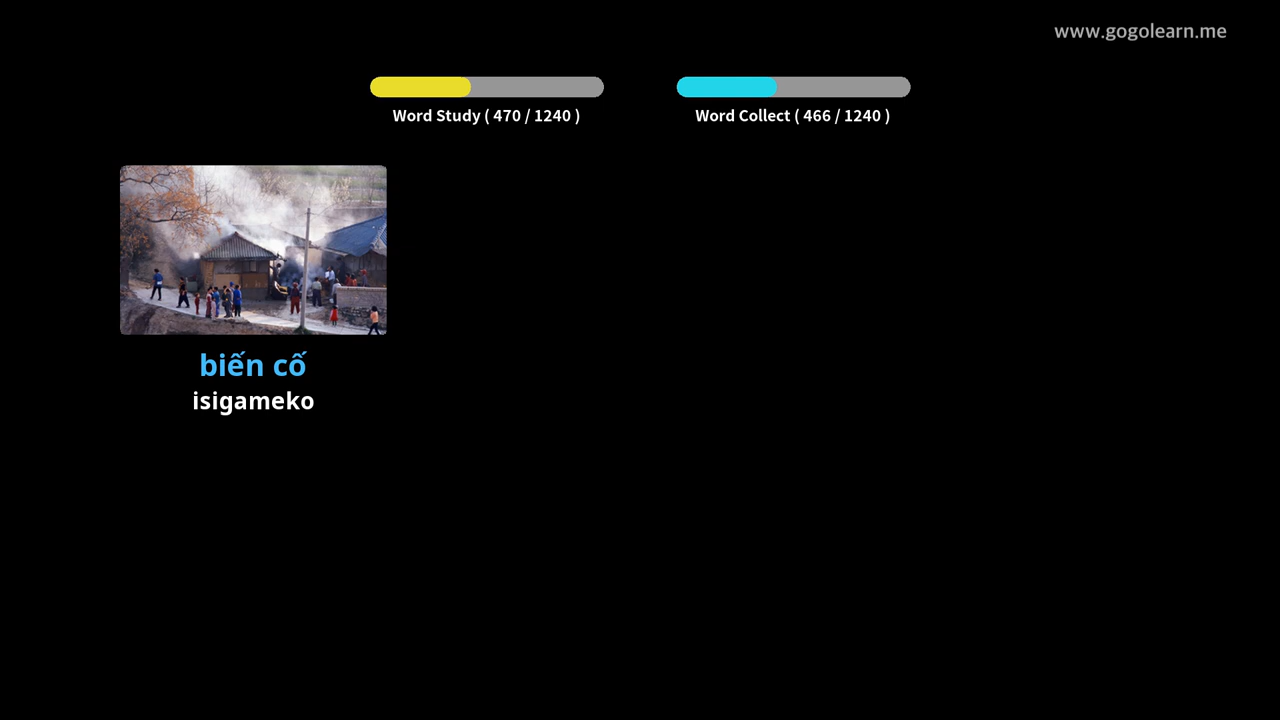 www.gogolearn.me
Word Study ( 470 / 1240 )
Word Collect ( 466 / 1240 )
biến cố
isigameko